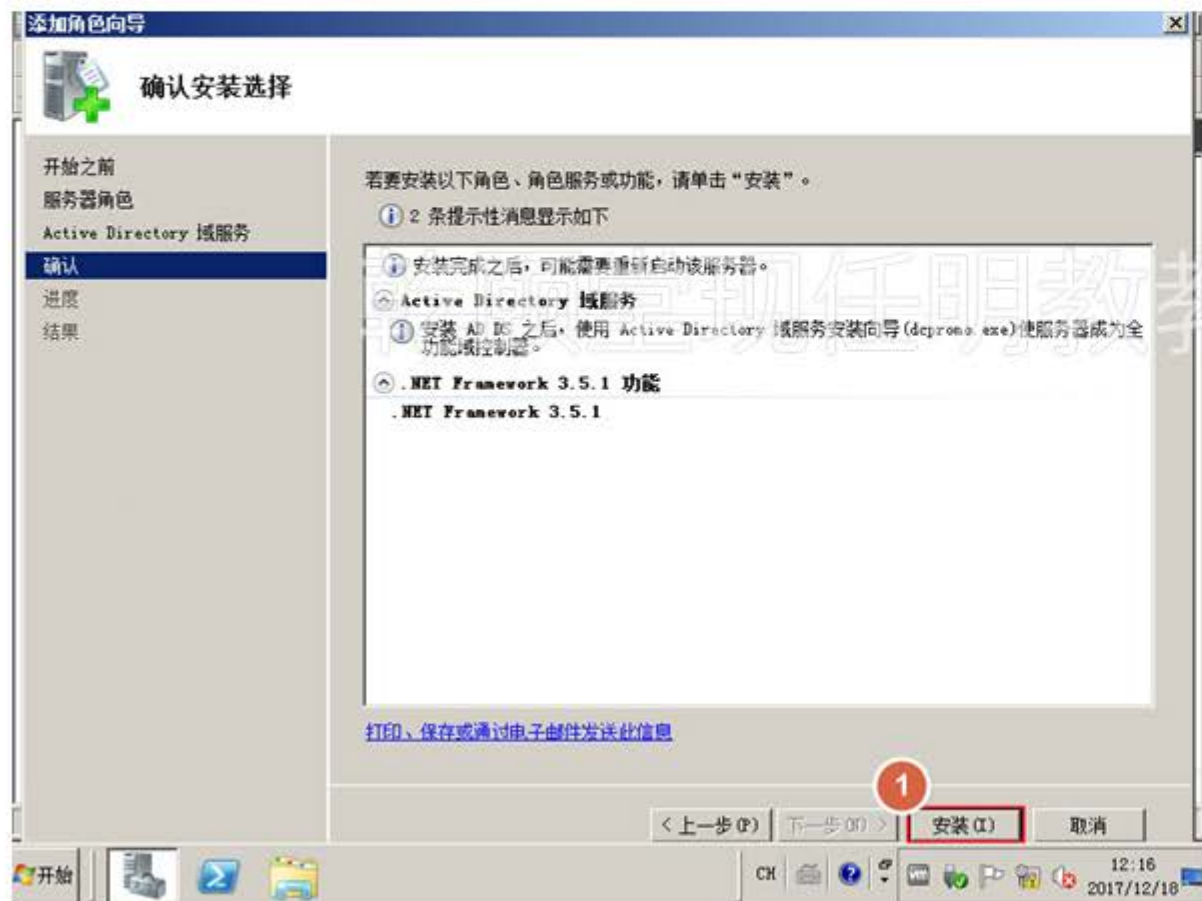 添加角色向导
确认安装选择
开始之前
服务器角色
Active Directory 域服务
确认
进度
结果
若要安装以下角色、角色服务或功能，请单击“安装”。
2 条提示性消息显示如下
安装完成之后，可能需要重新启动该服务器。
Active Directory 域服务
安装 AD DS 之后，使用 Active Directory 域服务安装向导(dcpromo.exe)使服务器成为全
功能域控制器。
.NET Framework 3.5.1 功能
.NET Framework 3.5.1
打印、保存或通过电子邮件发送此信息
1
< 上一步(P)
下一步(N) >
安装(I)
取消
开始
CH
12:16
2017/12/18